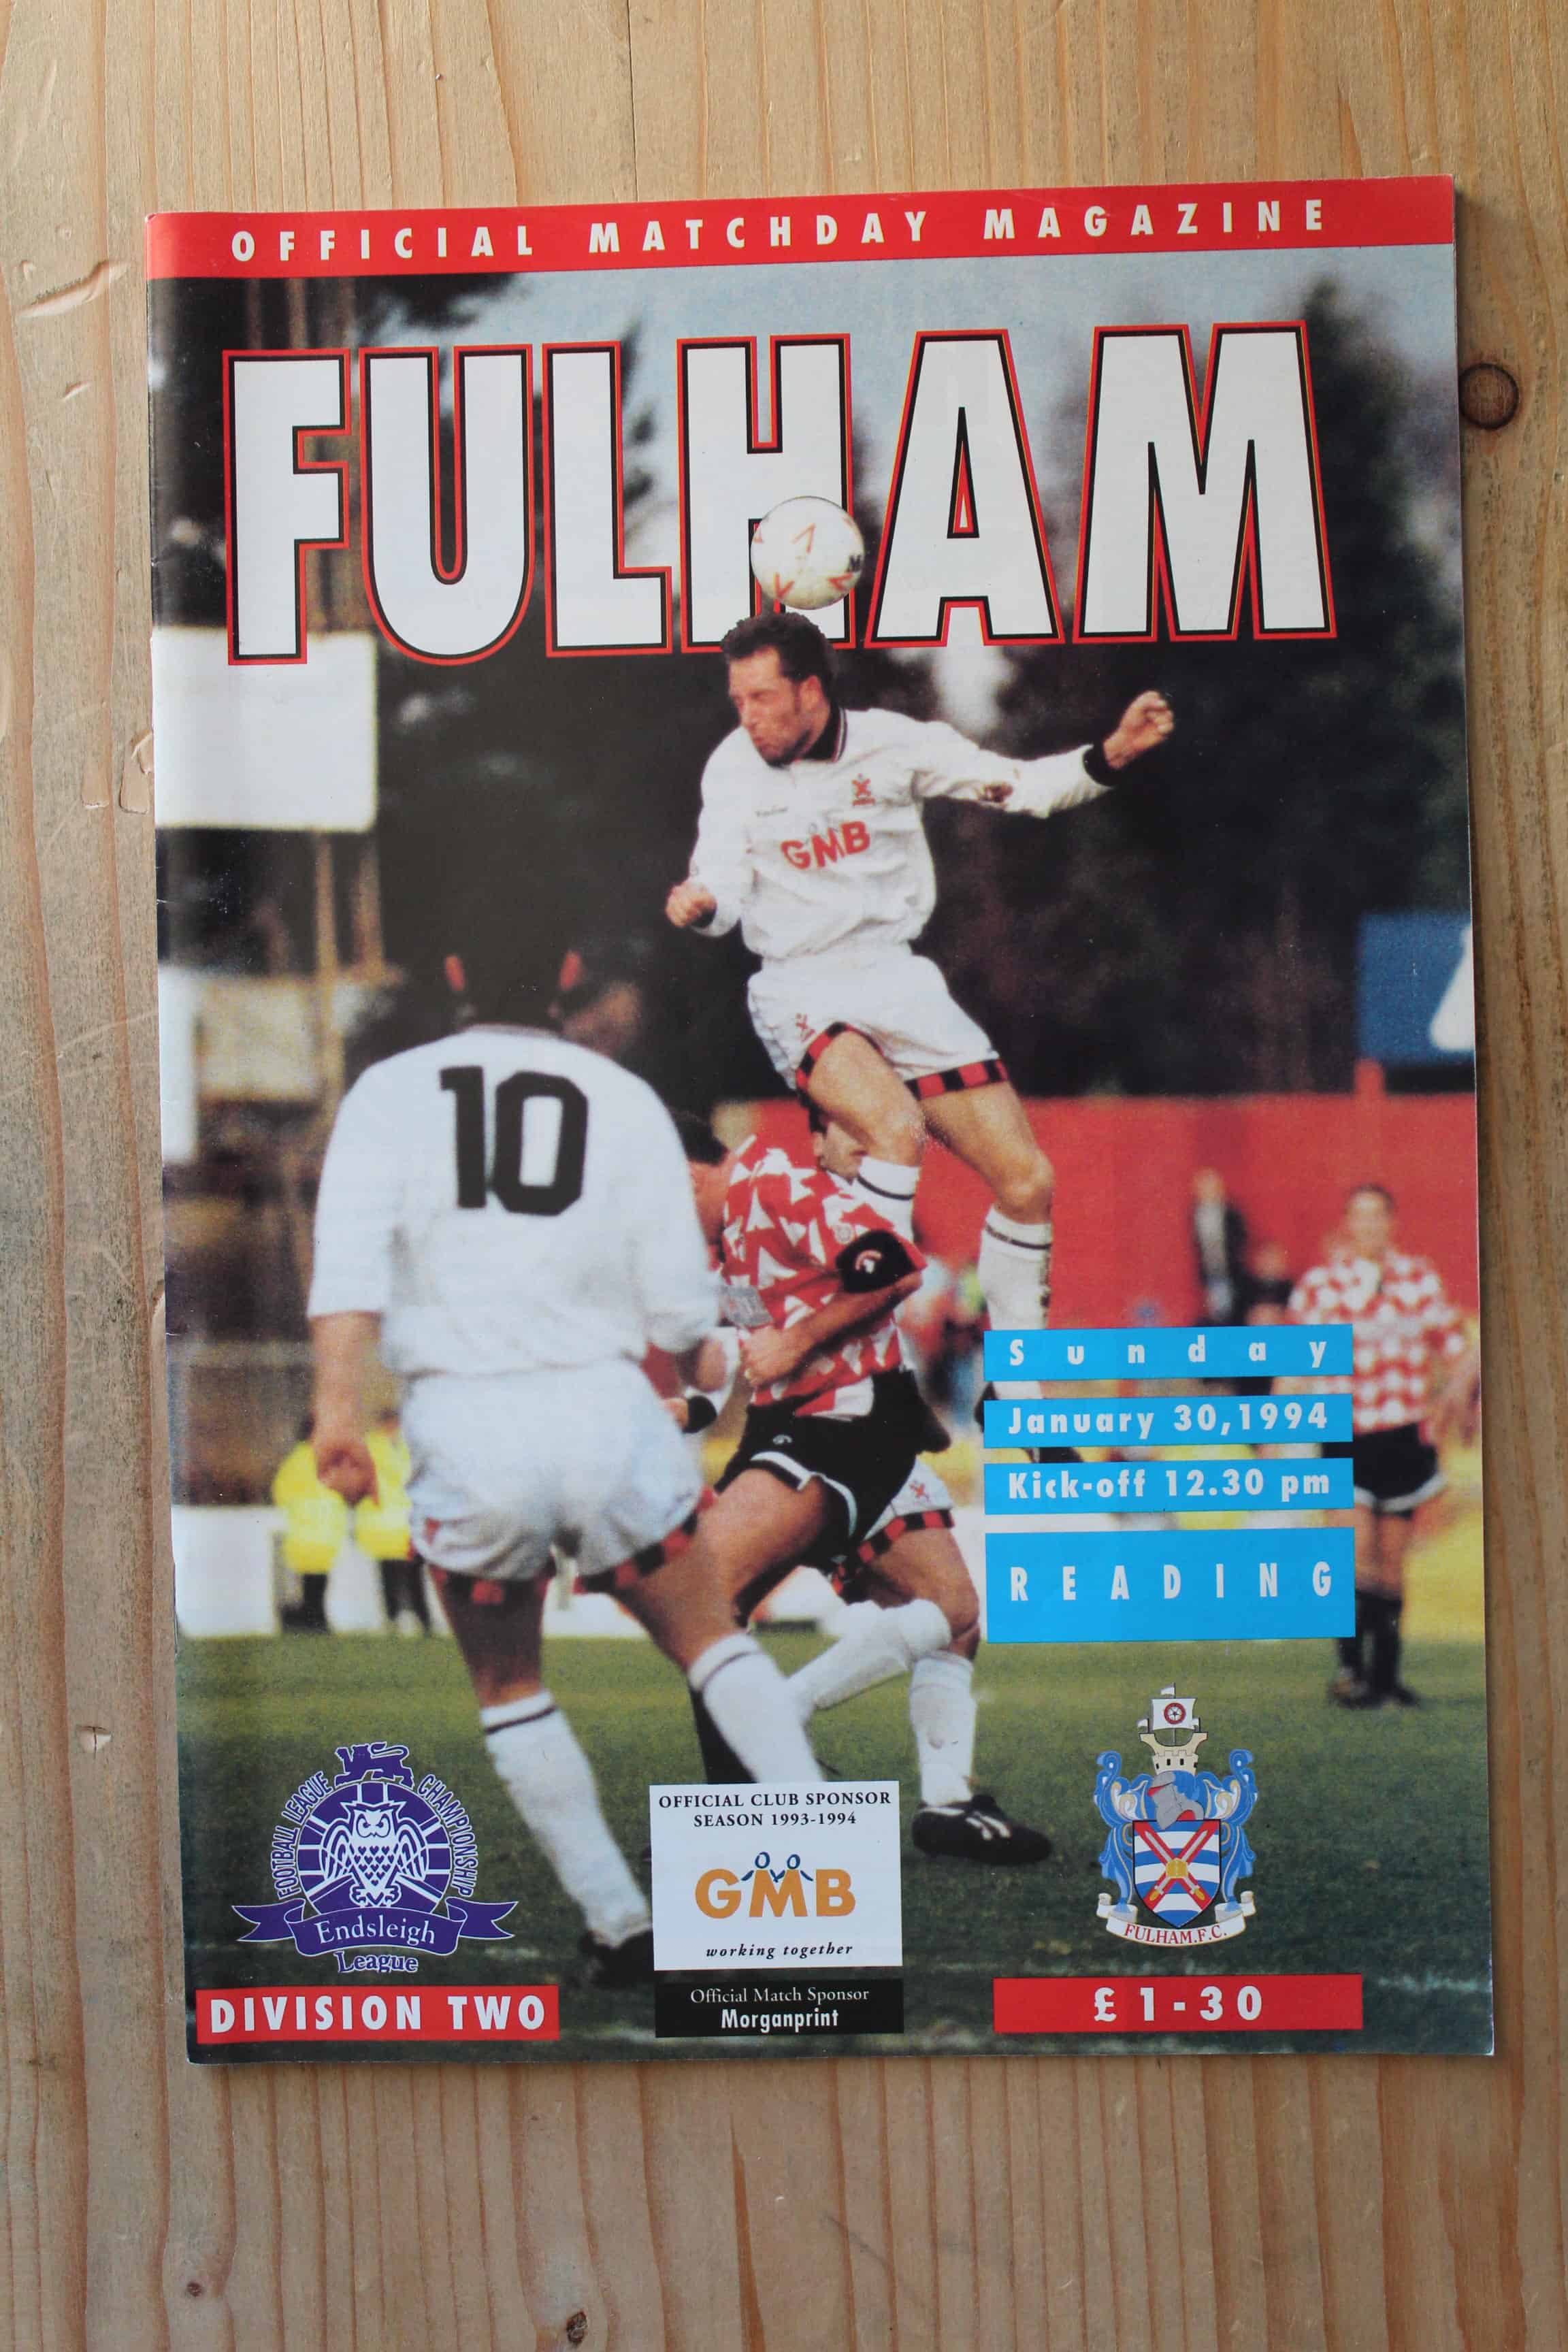 OFFICIAL MATCHDAY MAGAZINE
FULHAM
GMB
10
Sunday
January 30,1994
Kick-off 12.30 pm
READING
FOOTBALL LEAGUE CHAMPIONSHIP
Endsleigh
League
DIVISION TWO
OFFICIAL CLUB SPONSOR
SEASON 1993-1994
GMB
working together
Official Match Sponsor
Morganprint
FULHAM.F.C.
£1-30